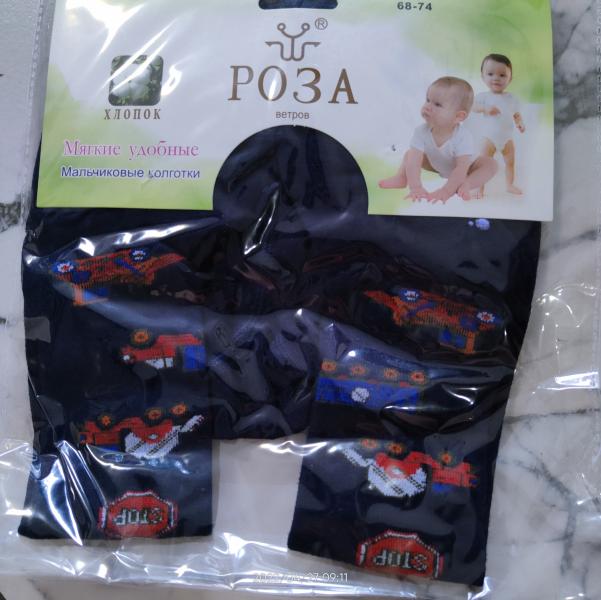 68-74
®
РОЗА
ветров
ХЛОПОК
Мягкие удобные
Мальчиковые колготки
STOP
STOP